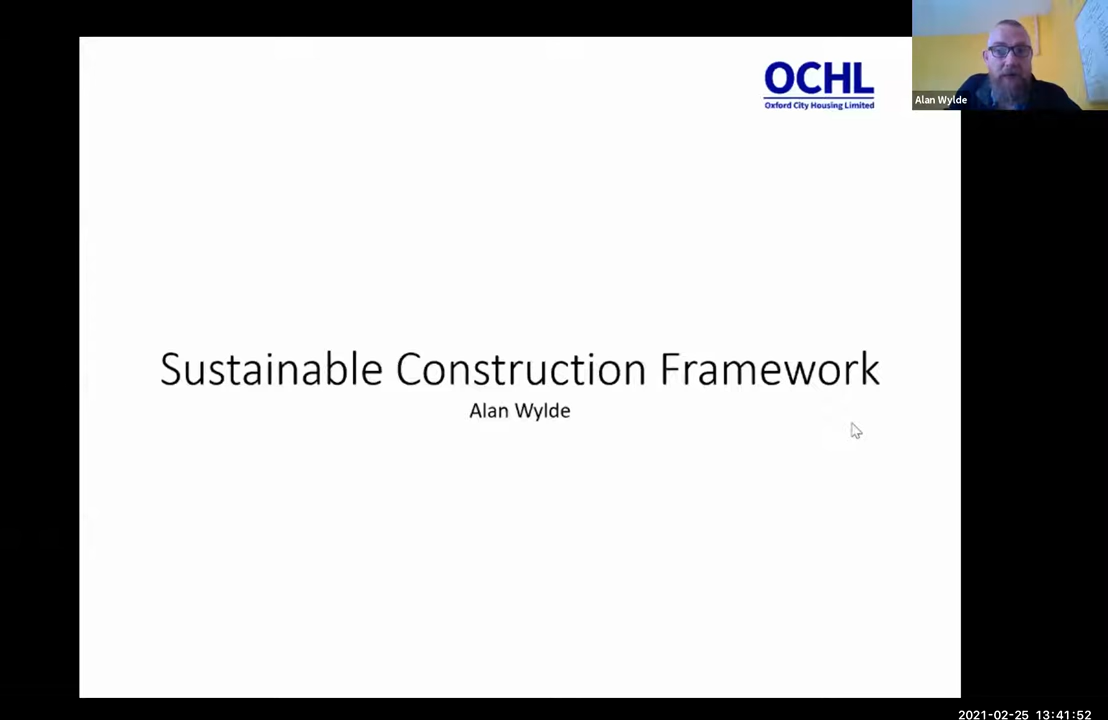 OCHL
Oxford City Housing Limited
Alan Wylde
Sustainable Construction Framework
Alan Wylde
2021-02-25 13:41:52